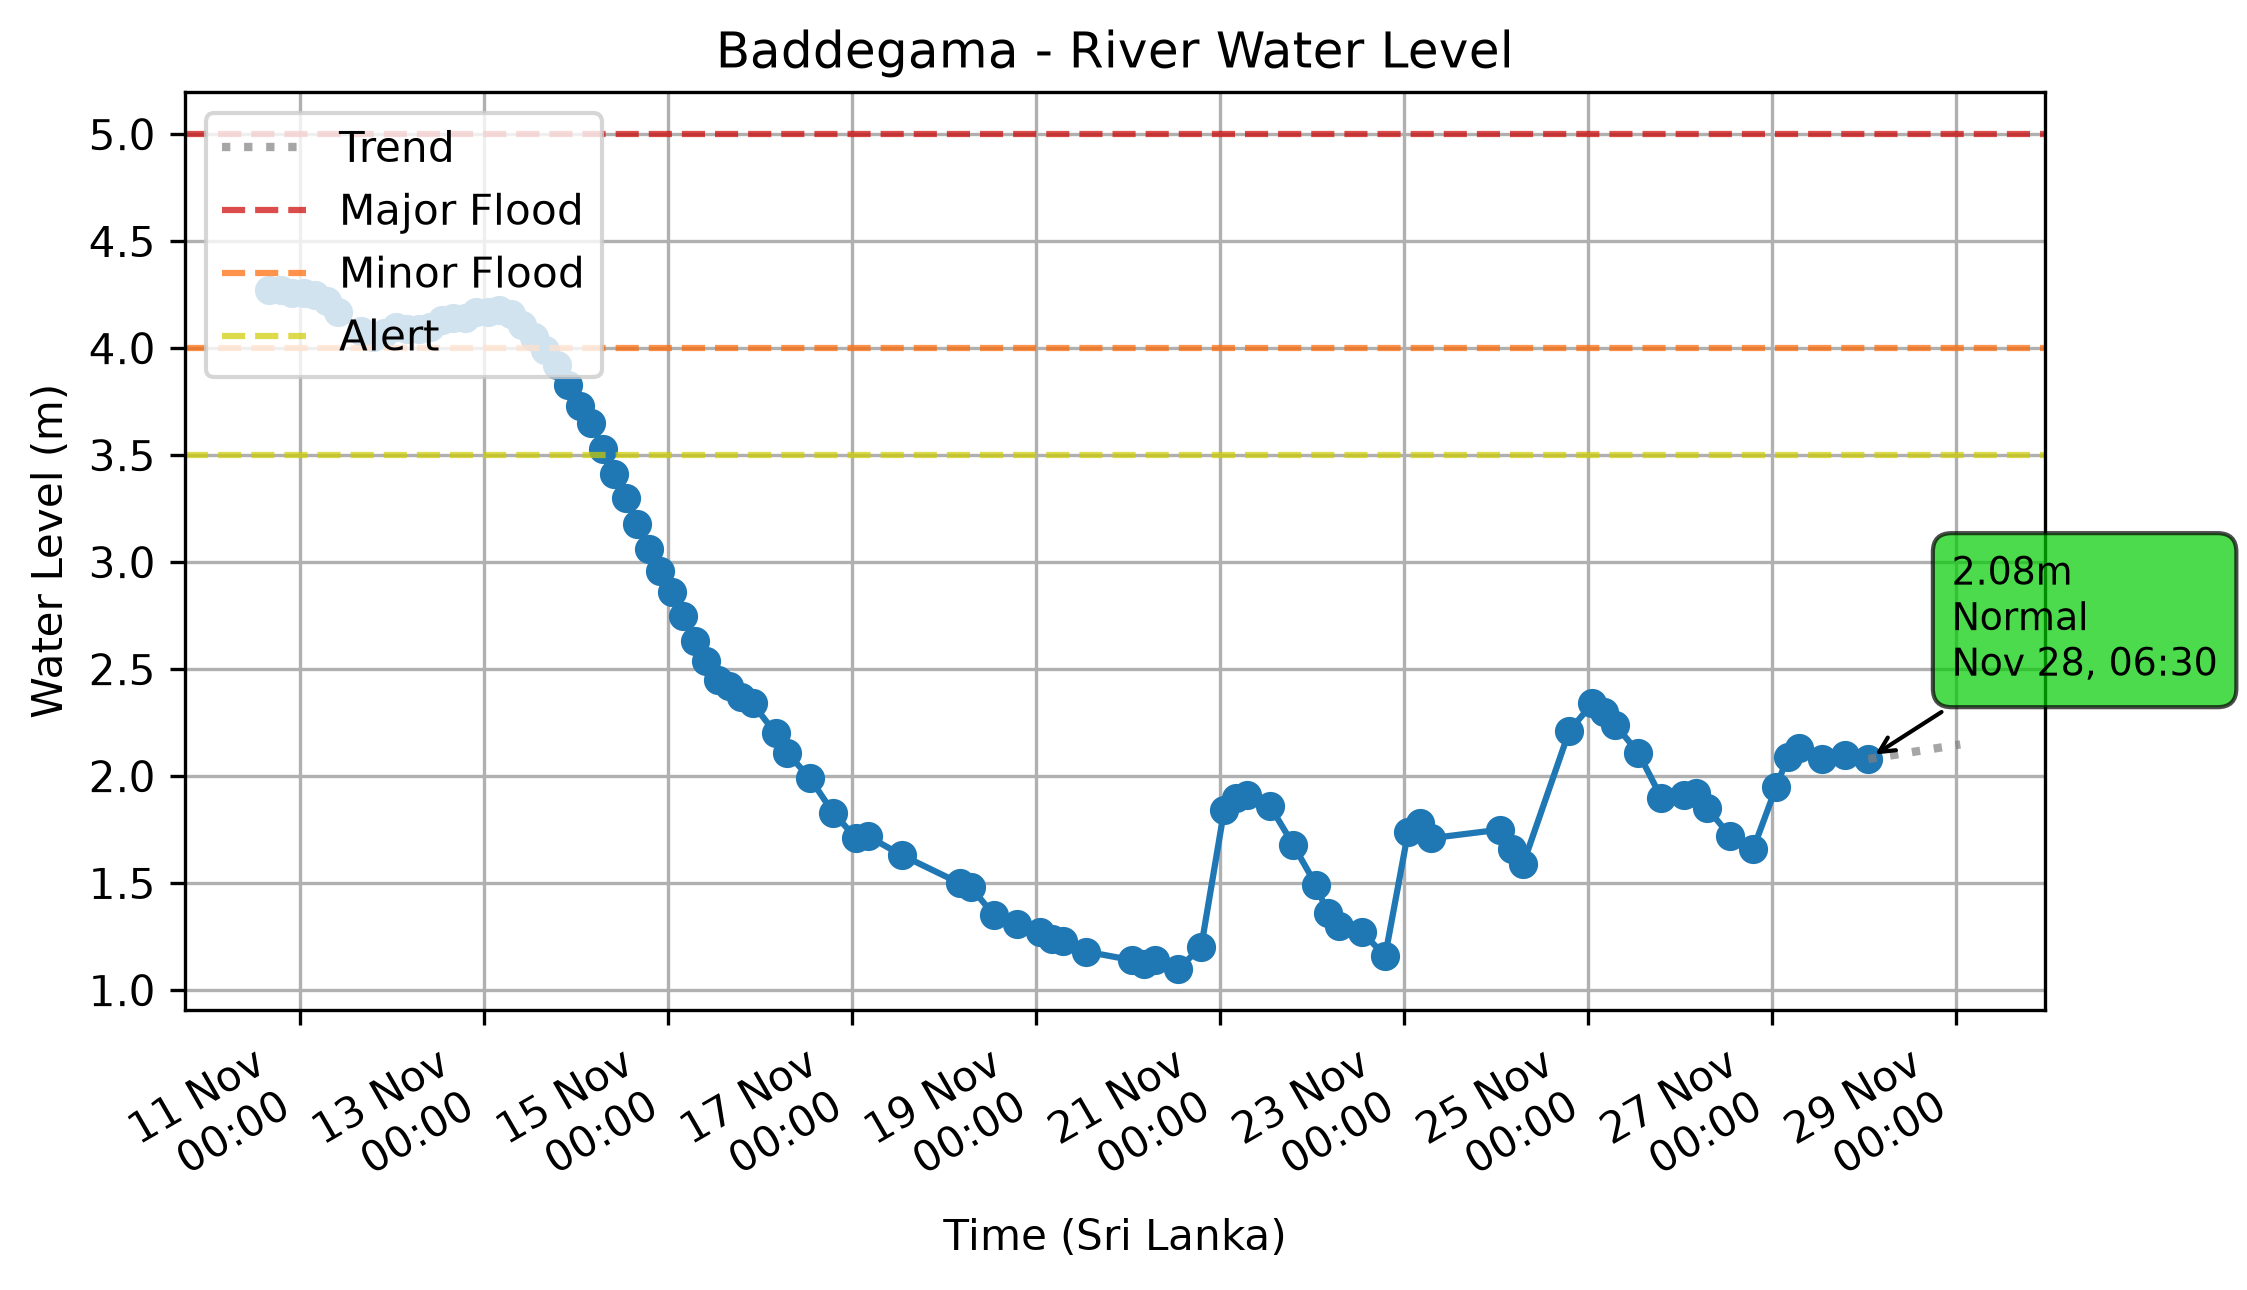 Baddegama - River Water Level
Water Level (m)
5.0
4.5
4.0
3.5
3.0
2.5
2.0
1.5
1.0
Trend
Major Flood
Minor Flood
Alert
2.08m
Normal
Nov 28, 06:30
11 Nov
00:00
13 Nov
00:00
15 Nov
00:00
17 Nov
00:00
19 Nov
00:00
21 Nov
00:00
23 Nov
00:00
25 Nov
00:00
27 Nov
00:00
29 Nov
00:00
Time (Sri Lanka)